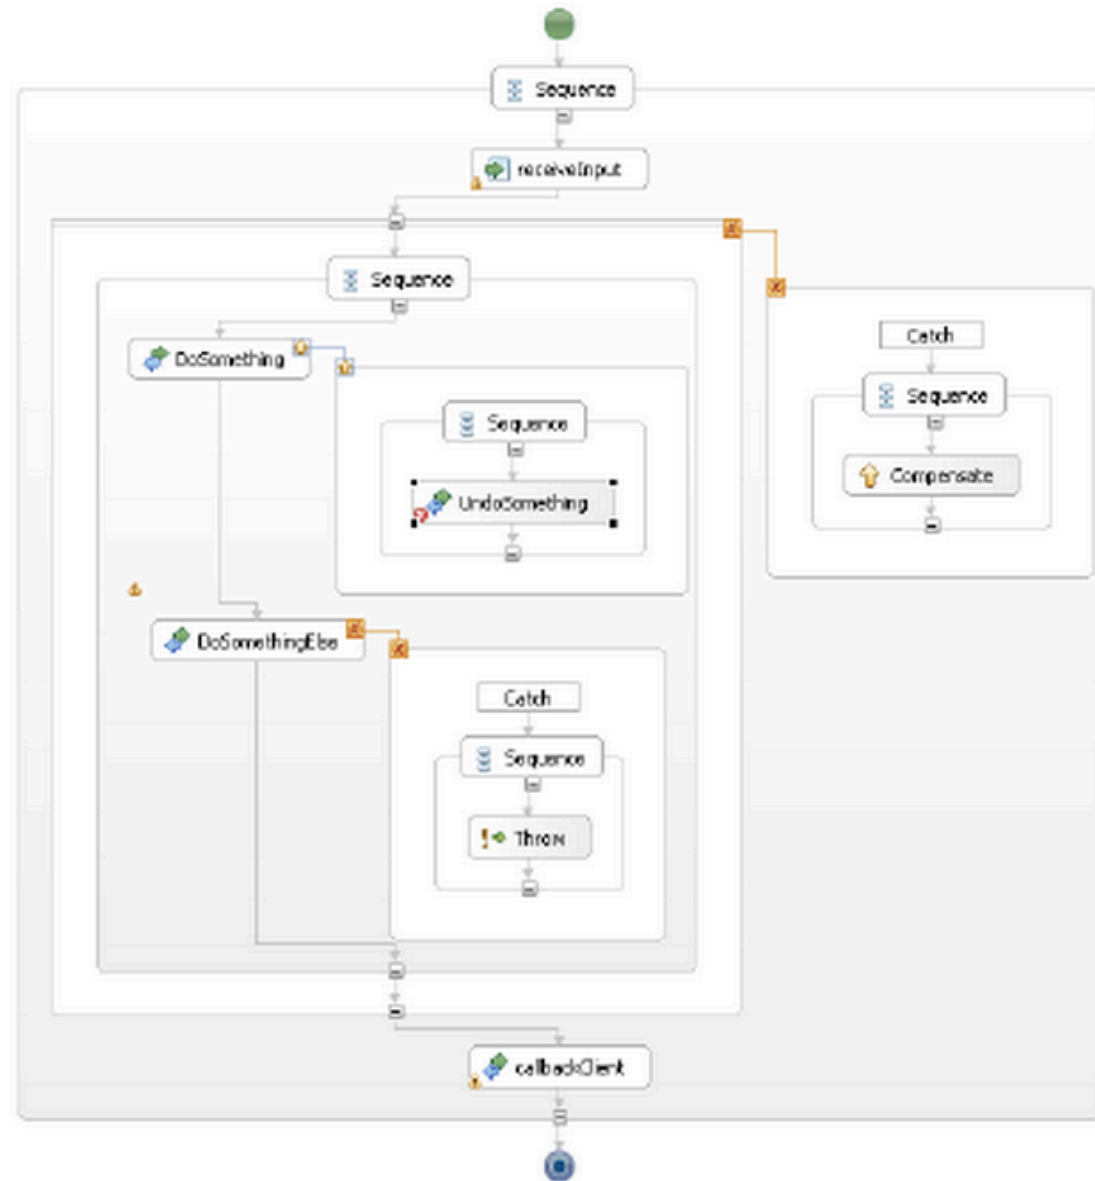 Sequence
receiveInput
Sequence
Catch
DoSomething
Sequence
Sequence
Compensate
UndoSomething
DoSomethingElse
Catch
Sequence
Throw
callbackClient